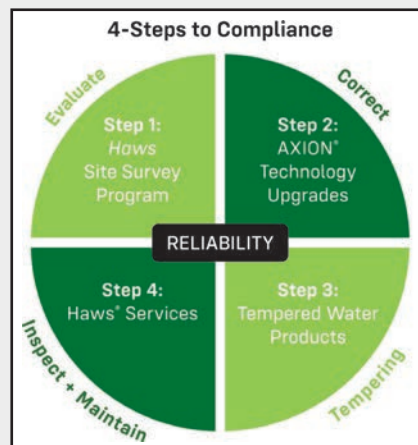 4-Steps to Compliance
Evaluate
Step 1:
Haws
Site Survey
Program
Correct
Step 2:
AXION®
Technology
Upgrades
RELIABILITY
Step 4:
Haws® Services
Inspect + Maintain
Step 3:
Tempered Water
Products
Tempering